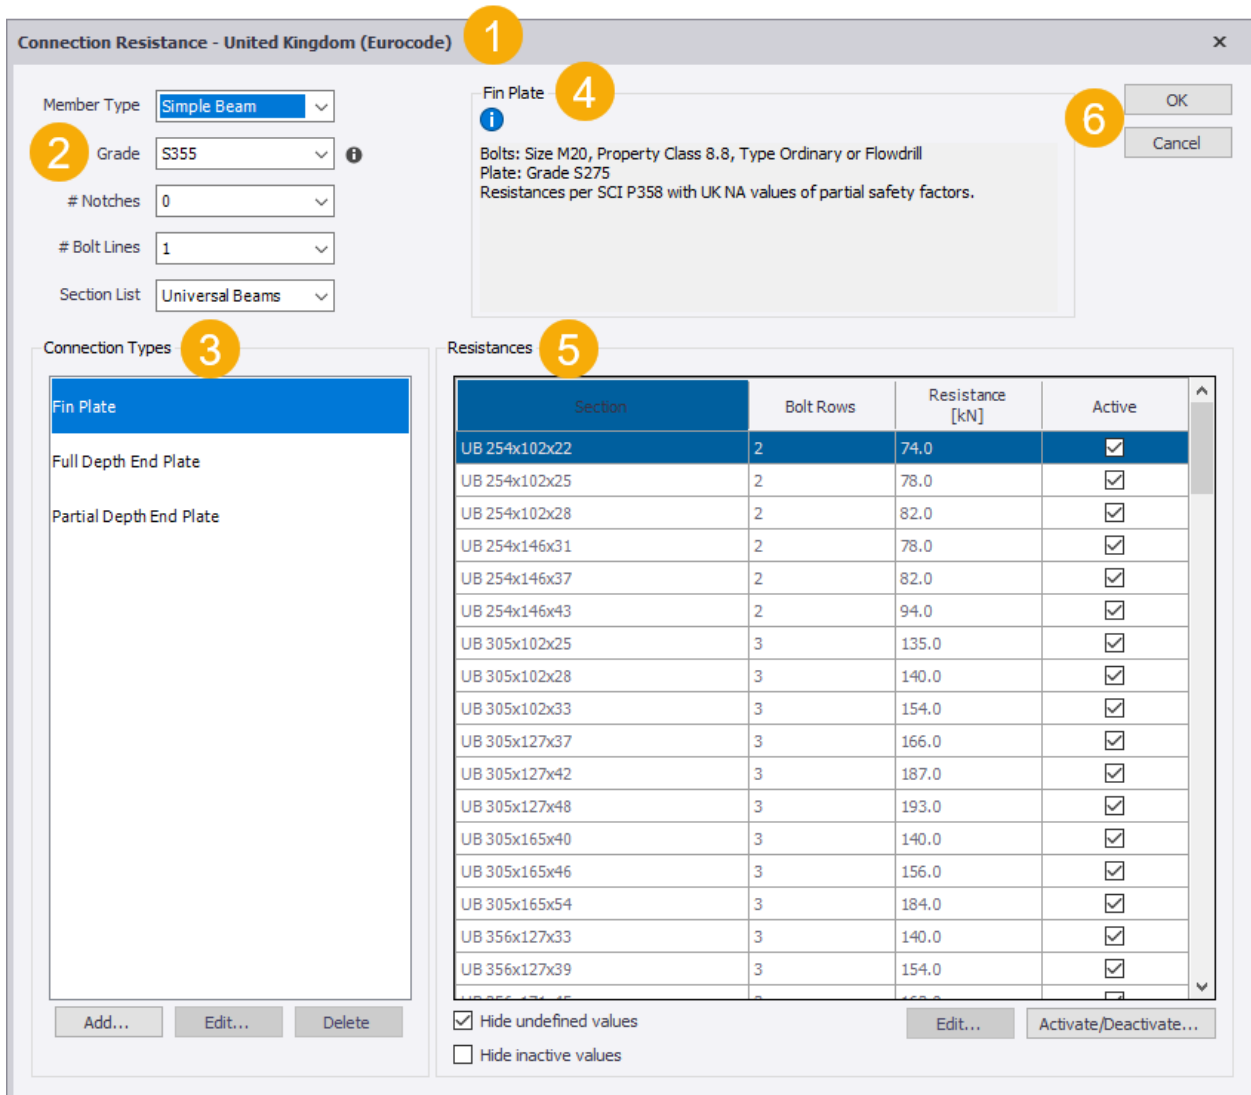 Connection Resistance - United Kingdom (Eurocode)
1
Member Type
Simple Beam
2
Grade
S355
# Notches
0
# Bolt Lines
1
Section List
Universal Beams
Fin Plate
4
Bolts: Size M20, Property Class 8.8, Type Ordinary or Flowdrill
Plate: Grade S275
Resistances per SCI P358 with UK NA values of partial safety factors.
6
OK
Cancel
Connection Types
3
Fin Plate
Full Depth End Plate
Partial Depth End Plate
Add...
Edit...
Delete
Resistances
5
Section Bolt Rows Resistance [kN] Active
UB 254x102x22 2 74.0
UB 254x102x25 2 78.0
UB 254x102x28 2 82.0
UB 254x146x31 2 78.0
UB 254x146x37 2 82.0
UB 254x146x43 2 94.0
UB 305x102x25 3 135.0
UB 305x102x28 3 140.0
UB 305x102x33 3 154.0
UB 305x127x37 3 166.0
UB 305x127x42 3 187.0
UB 305x127x48 3 193.0
UB 305x165x40 3 140.0
UB 305x165x46 3 156.0
UB 305x165x54 3 184.0
UB 356x127x33 3 140.0
UB 356x127x39 3 154.0
Hide undefined values
Hide inactive values
Edit...
Activate/Deactivate...